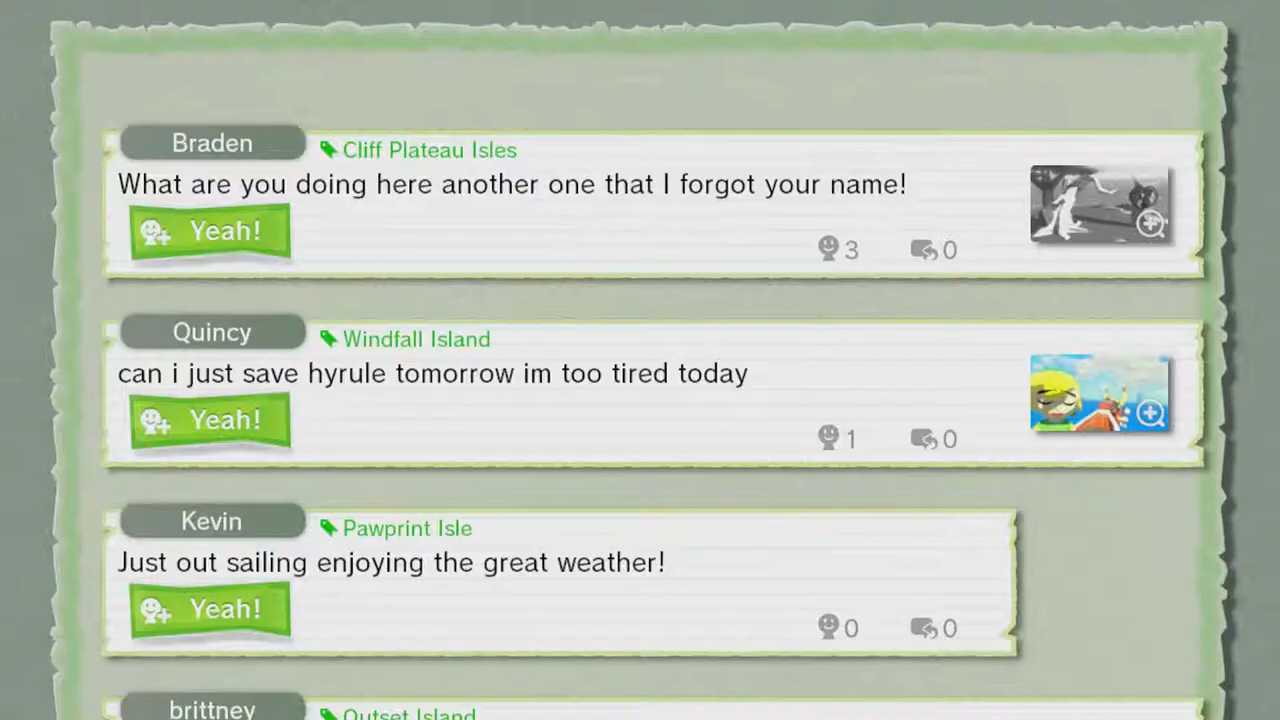 Braden
Cliff Plateau Isles
What are you doing here another one that I forgot your name!
Yeah!
3
0
Quincy
Windfall Island
can i just save hyrule tomorrow im too tired today
Yeah!
1
0
Kevin
Pawprint Isle
Just out sailing enjoying the great weather!
Yeah!
0
0
brittney
Outset Island